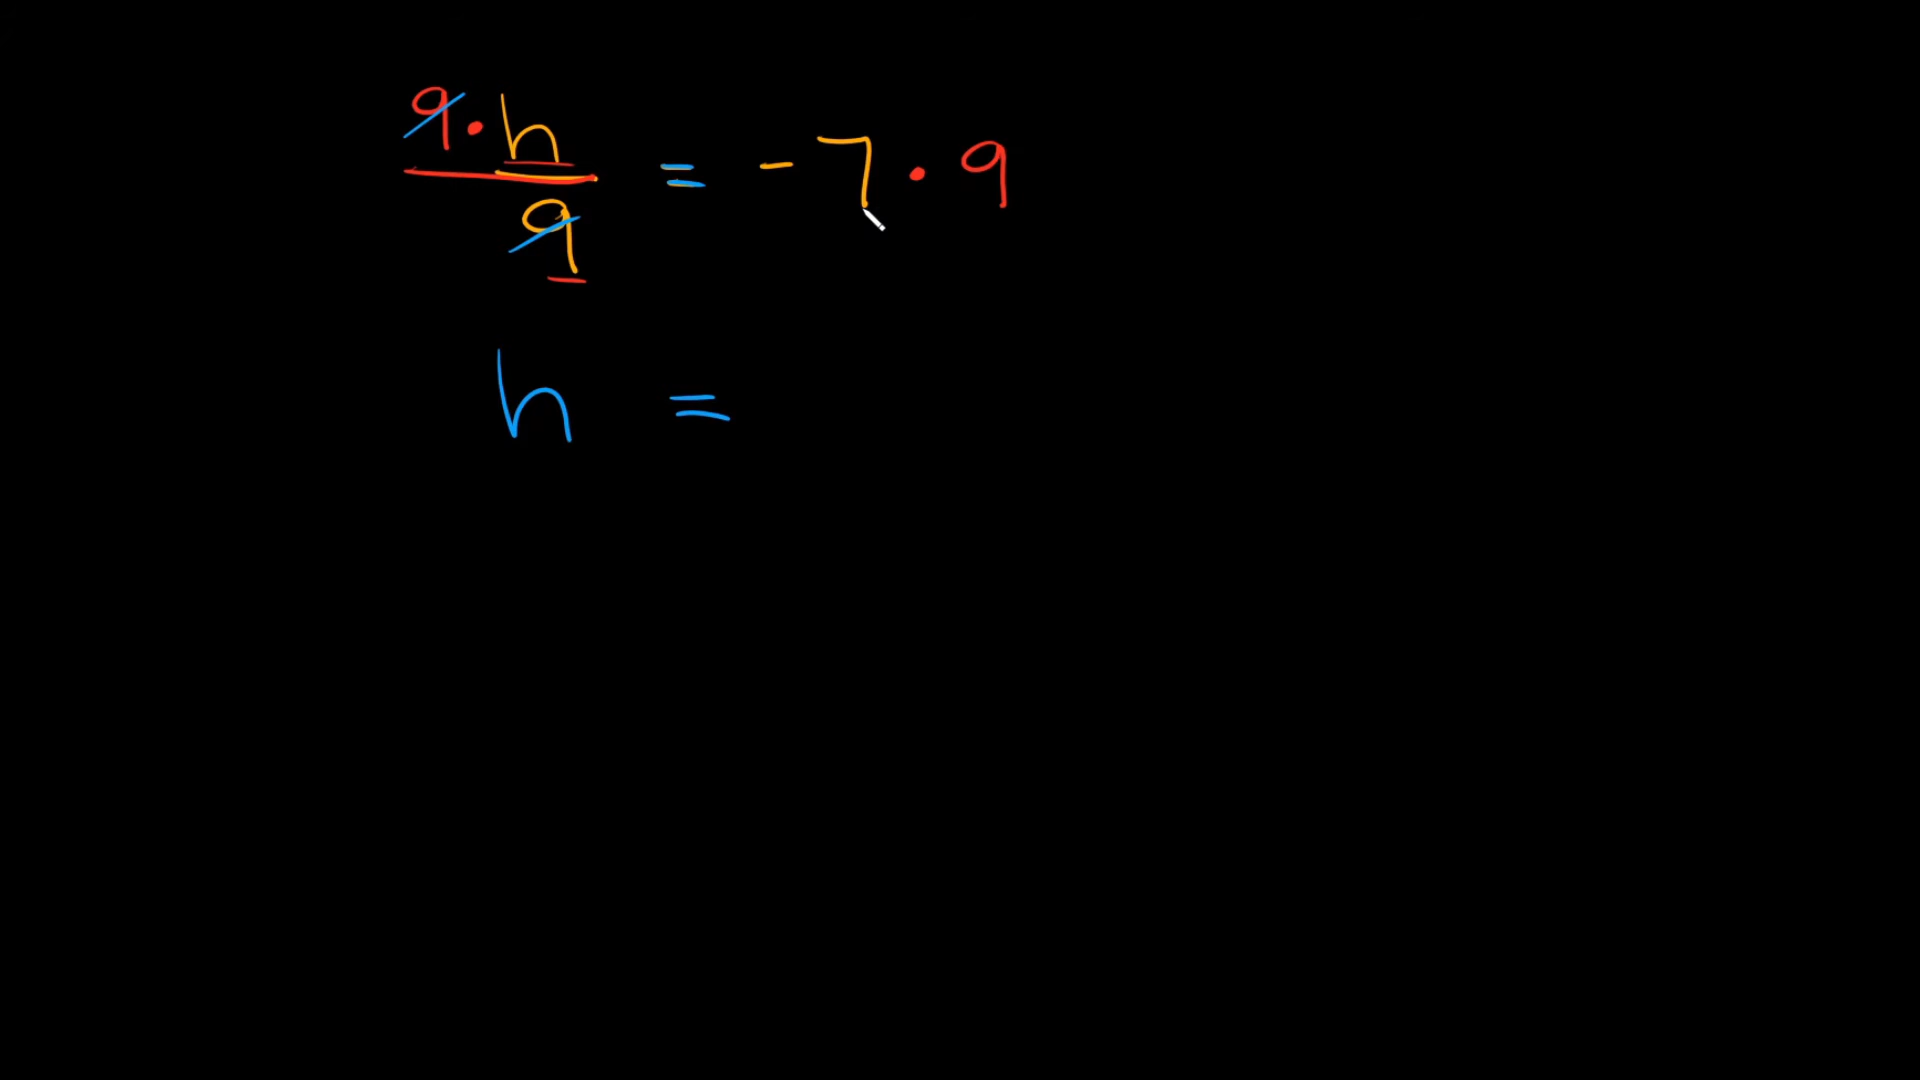 9 · h / 9 = - 7 · 9
h =